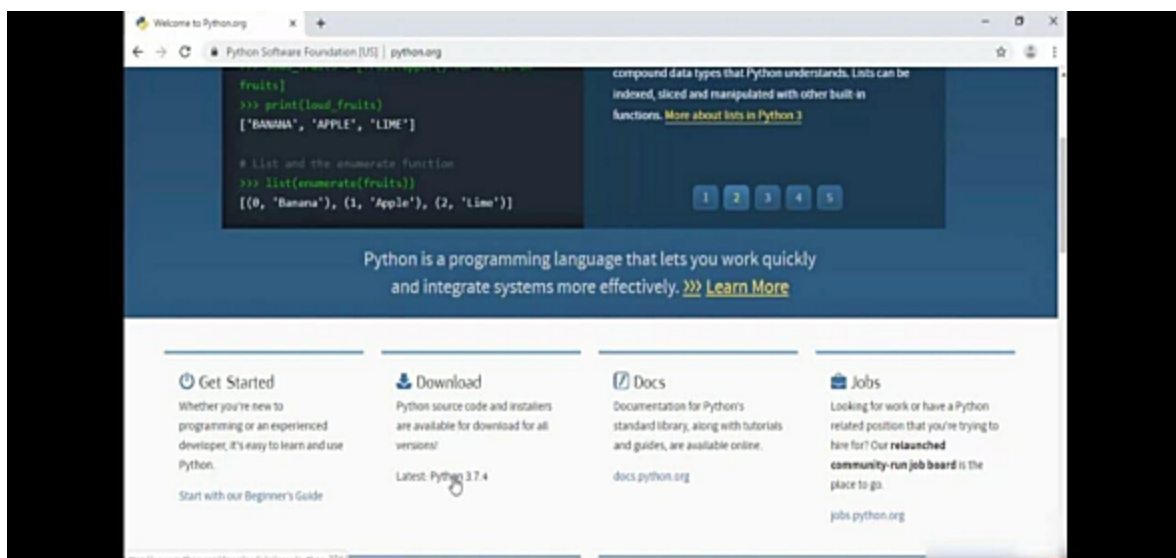 Welcome to Python.org
Python Software Foundation [US] | python.org
fruits]
>>> print(loud_fruits)
['BANANA', 'APPLE', 'LIME']
# List and the enumerate function
>>> list(enumerate(fruits))
[(0, 'Banana'), (1, 'Apple'), (2, 'Lime')]
compound data types that Python understands. Lists can be
indexed, sliced and manipulated with other built-in
functions. More about lists in Python 3
1 2 3 4 5
Python is a programming language that lets you work quickly
and integrate systems more effectively. >>> Learn More
Get Started
Whether you're new to
programming or an experienced
developer, it's easy to learn and use
Python.
Start with our Beginner's Guide
Download
Python source code and installers
are available for download for all
versions!
Latest: Python 3.7.4
Docs
Documentation for Python's
standard library, along with tutorials
and guides, are available online.
docs.python.org
Jobs
Looking for work or have a Python
related position that you're trying to
hire for? Our relaunched
community-run job board is the
place to go.
jobs.python.org